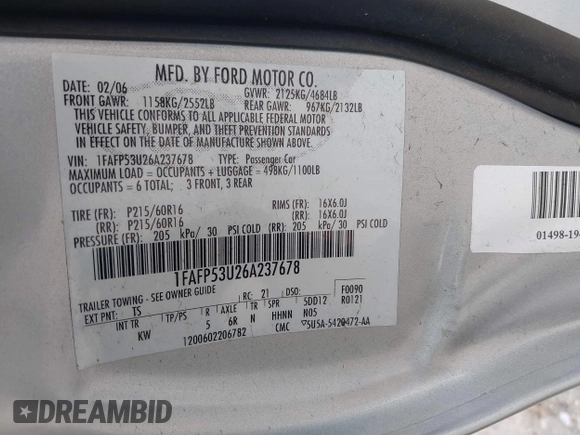 MFD. BY FORD MOTOR CO.
DATE: 02/06
GVWR: 2125KG/4684LB
FRONT GAWR: 1158KG/2552LB
REAR GAWR: 967KG/2132LB
THIS VEHICLE CONFORMS TO ALL APPLICABLE FEDERAL MOTOR
VEHICLE SAFETY, BUMPER, AND THEFT PREVENTION STANDARDS
IN EFFECT ON THE DATE OF MANUFACTURE SHOWN ABOVE.
VIN: 1FAFP53U26A237678 TYPE: Passenger Car
MAXIMUM LOAD = OCCUPANTS + LUGGAGE = 498KG/1100LB
OCCUPANTS = 6 TOTAL; 3 FRONT, 3 REAR
TIRE (FR): P215/60R16 RIMS (FR): 16X6.0J
(RR): P215/60R16 (RR): 16X6.0J
PRESSURE (FR): 205 kPa/ 30 PSI COLD (RR): 205 kPa/ 30 PSI COLD
1FAFP53U26A237678
TRAILER TOWING - SEE OWNER GUIDE
EXT PNT: TS RC: 21 DSO: F0090
R0121
INT TR TP/PS R AXLE TR SPR 5DD12
KW 5 6R N HHNN N05
1200602206782 CMC ▽5U5A-5420472-AA
01498-194
DREAMBID